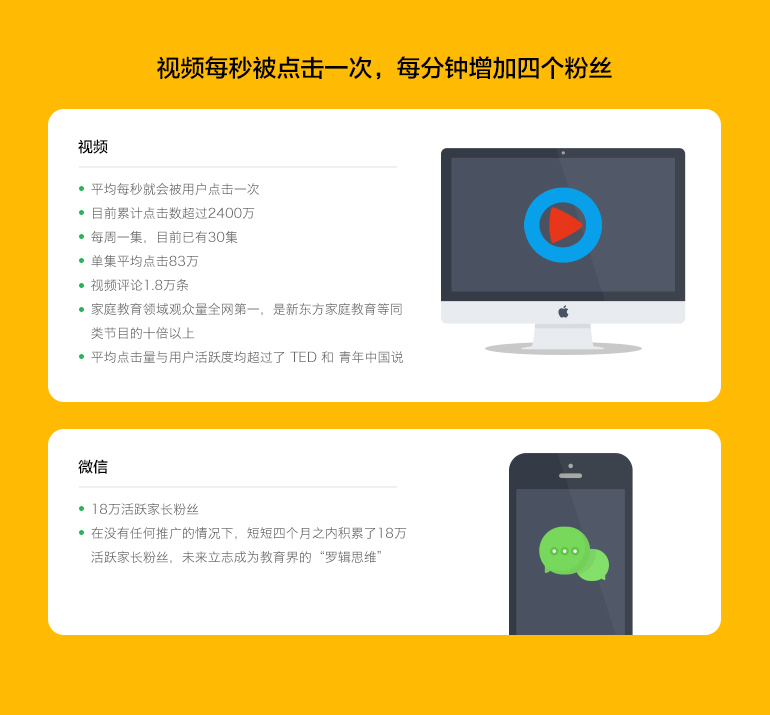 视频每秒被点击一次，每分钟增加四个粉丝
视频
平均每秒就会被用户点击一次
目前累计点击数超过2400万
每周一集，目前已有30集
单集平均点击83万
视频评论1.8万条
家庭教育领域观众量全网第一，是新东方家庭教育等同
类节目的十倍以上
平均点击量与用户活跃度均超过了 TED 和 青年中国说
微信
18万活跃家长粉丝
在没有任何推广的情况下，短短四个月之内积累了18万
活跃家长粉丝，未来立志成为教育界的“罗辑思维”